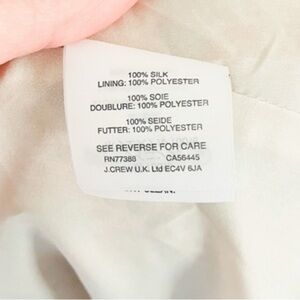 100% SILK
LINING: 100% POLYESTER
100% SOIE
DOUBLURE: 100% POLYESTER
100% SEIDE
FUTTER: 100% POLYESTER
SEE REVERSE FOR CARE
RN77388 CA56445
J.CREW U.K. Ltd EC4V 6JA
CLEAN.